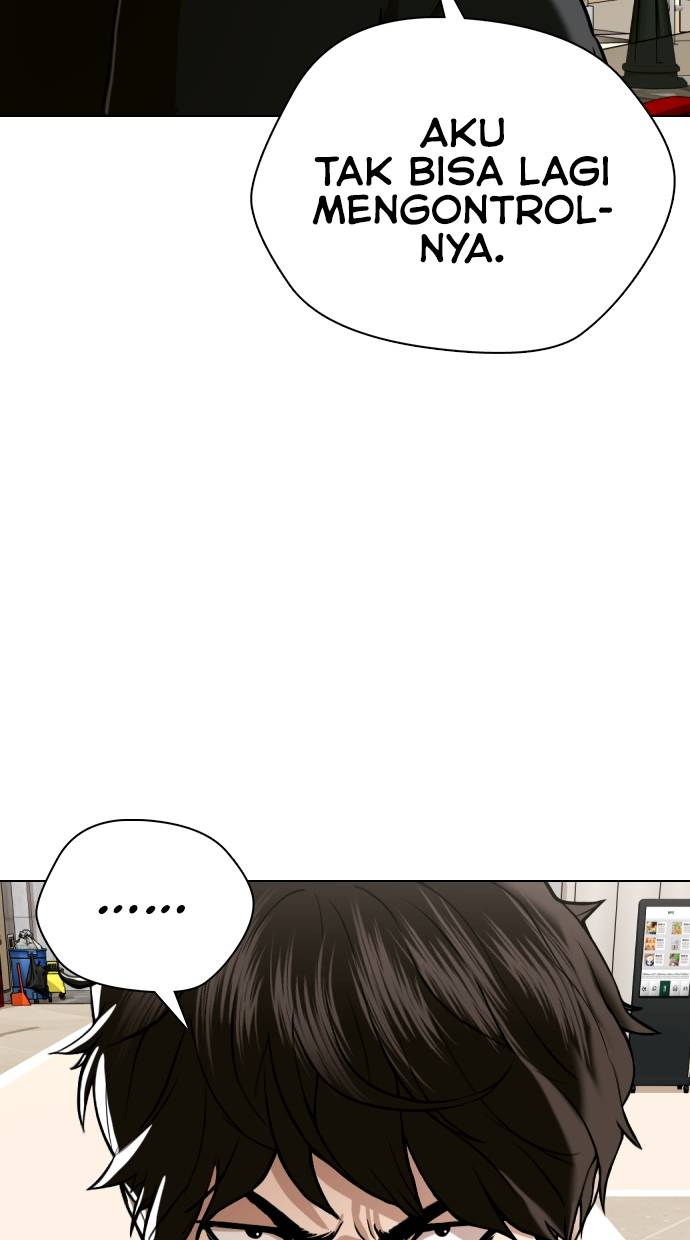 AKU
TAK BISA LAGI
MENGONTROL-
NYA.
......